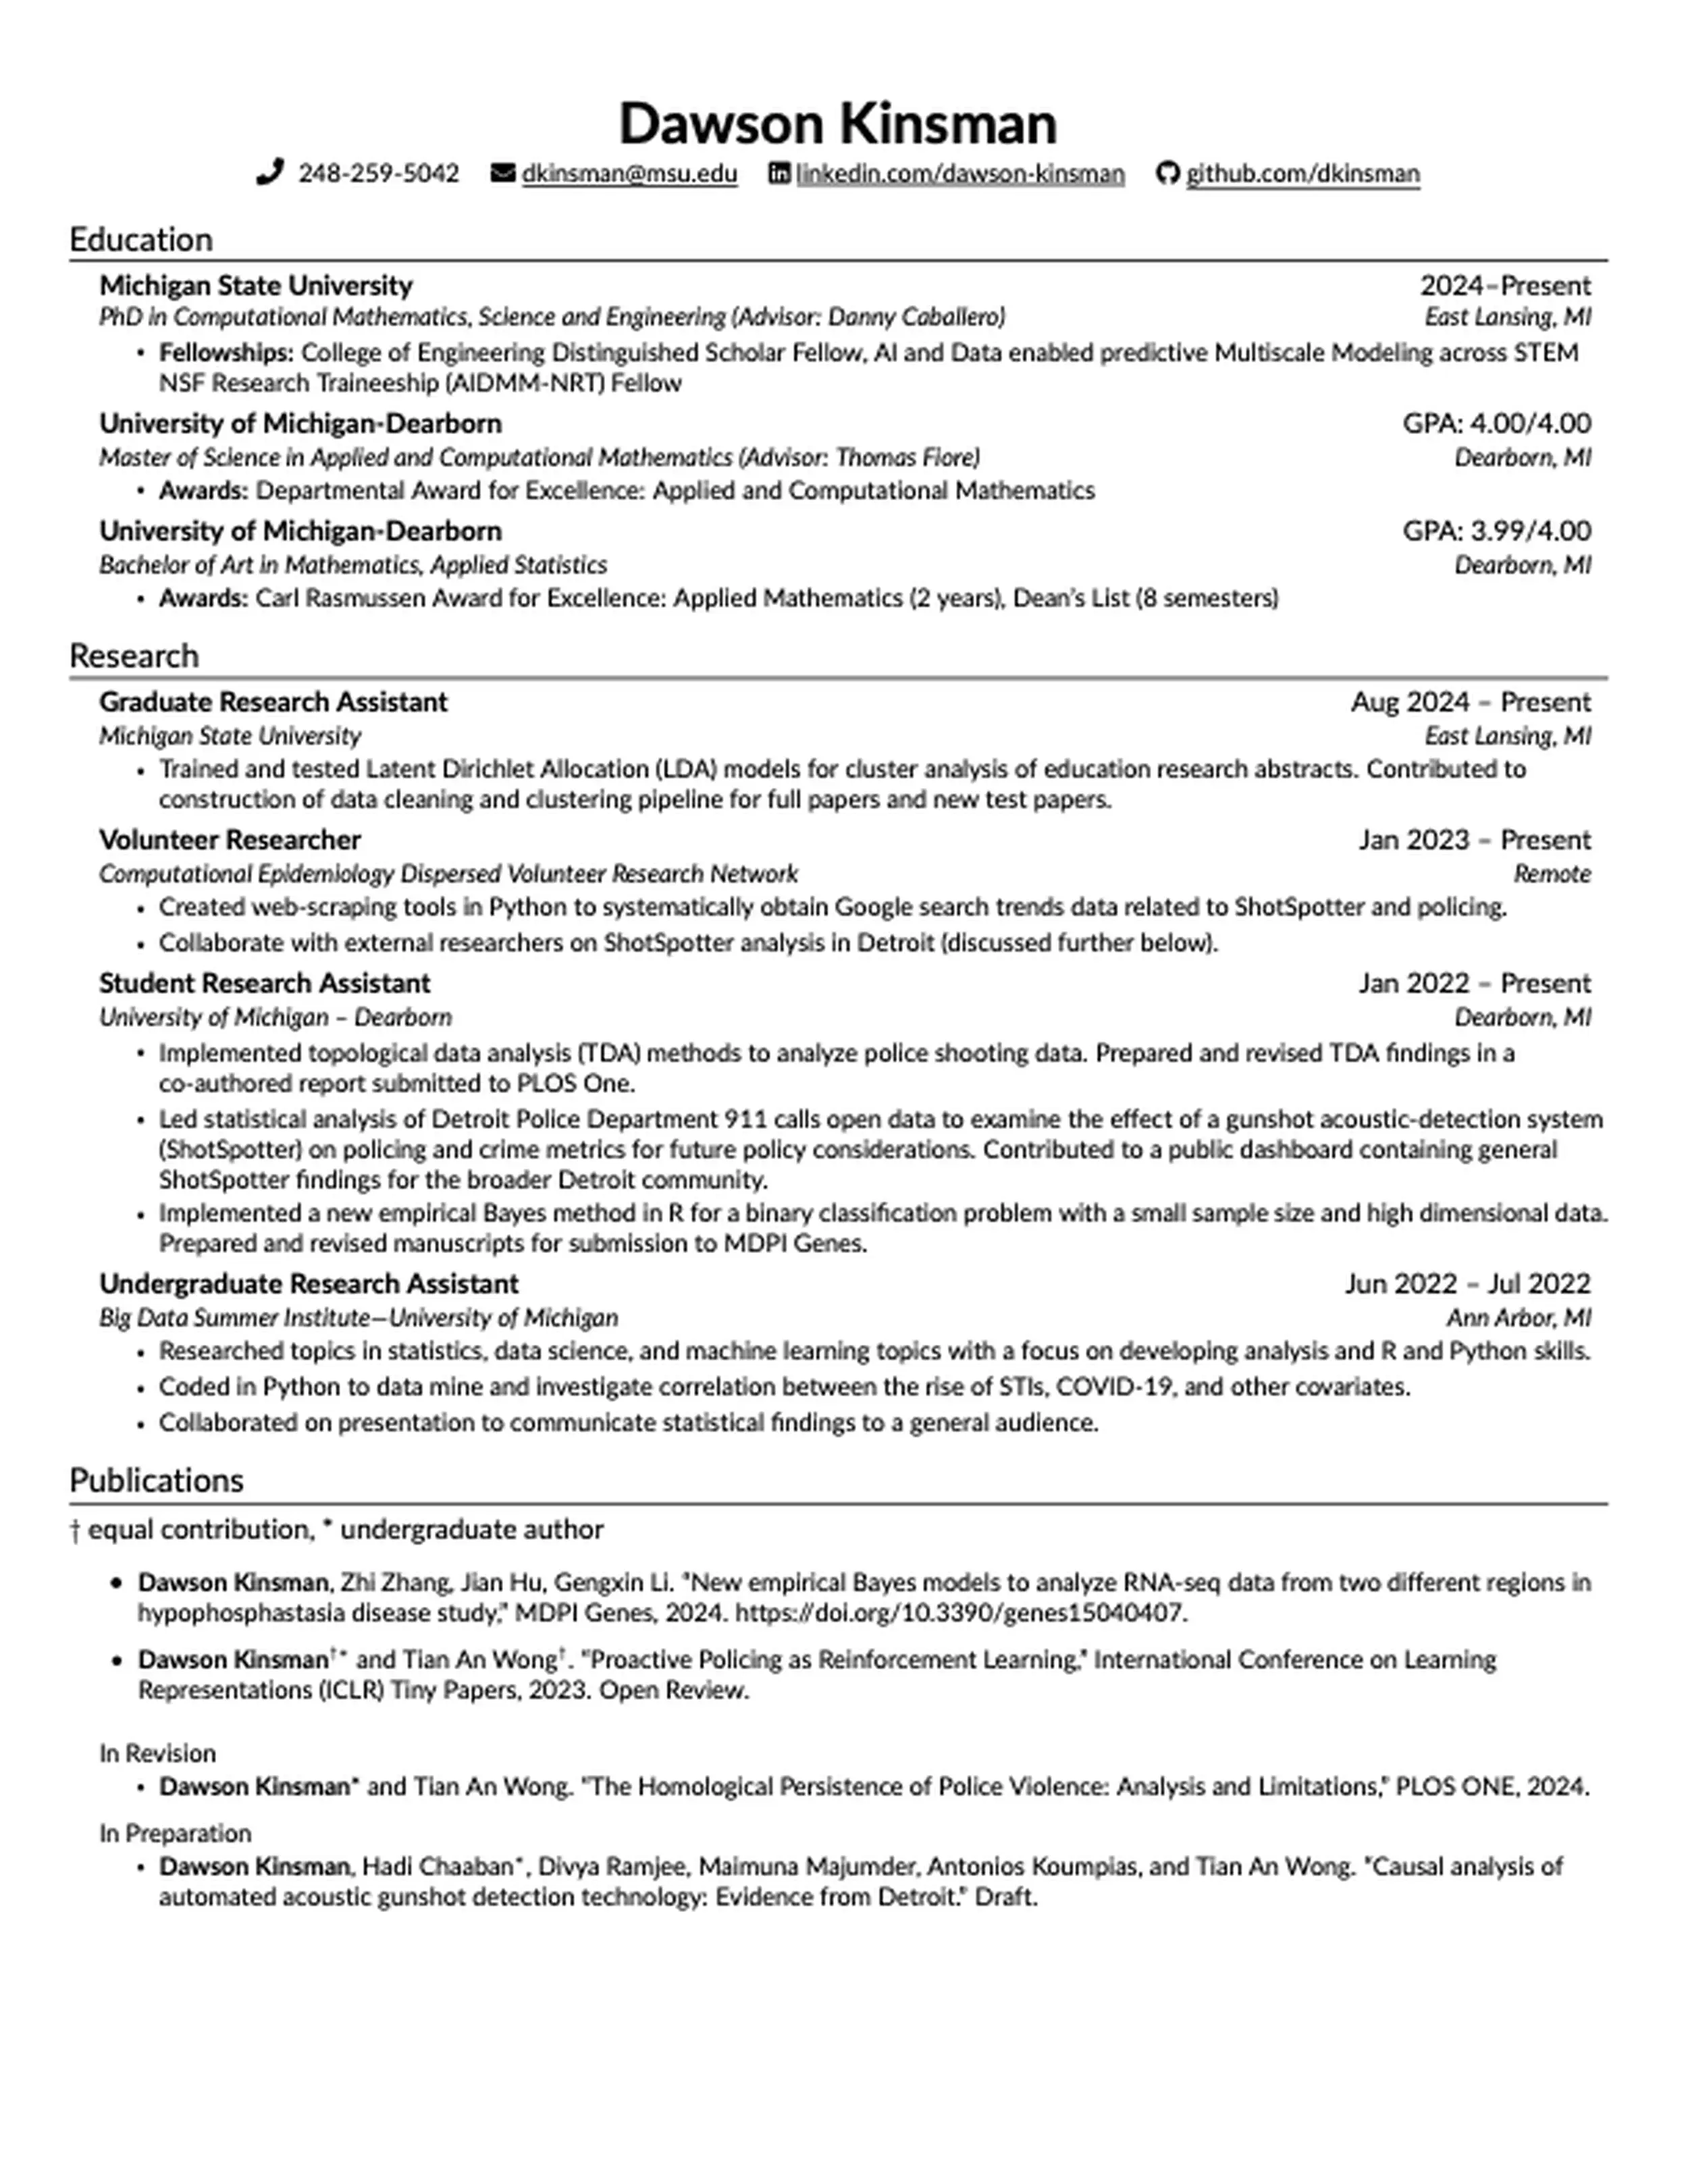 Dawson Kinsman
248-259-5042 dkinsman@msu.edu linkedin.com/dawson-kinsman github.com/dkinsman
Education
Michigan State University 2024–Present
PhD in Computational Mathematics, Science and Engineering (Advisor: Danny Caballero) East Lansing, MI
• Fellowships: College of Engineering Distinguished Scholar Fellow, AI and Data enabled predictive Multiscale Modeling across STEM
NSF Research Traineeship (AIDMM-NRT) Fellow
University of Michigan-Dearborn GPA: 4.00/4.00
Master of Science in Applied and Computational Mathematics (Advisor: Thomas Fiore) Dearborn, MI
• Awards: Departmental Award for Excellence: Applied and Computational Mathematics
University of Michigan-Dearborn GPA: 3.99/4.00
Bachelor of Art in Mathematics, Applied Statistics Dearborn, MI
• Awards: Carl Rasmussen Award for Excellence: Applied Mathematics (2 years), Dean's List (8 semesters)
Research
Graduate Research Assistant Aug 2024 – Present
Michigan State University East Lansing, MI
• Trained and tested Latent Dirichlet Allocation (LDA) models for cluster analysis of education research abstracts. Contributed to
construction of data cleaning and clustering pipeline for full papers and new test papers.
Volunteer Researcher Jan 2023 – Present
Computational Epidemiology Dispersed Volunteer Research Network Remote
• Created web-scraping tools in Python to systematically obtain Google search trends data related to ShotSpotter and policing.
• Collaborate with external researchers on ShotSpotter analysis in Detroit (discussed further below).
Student Research Assistant Jan 2022 – Present
University of Michigan – Dearborn Dearborn, MI
• Implemented topological data analysis (TDA) methods to analyze police shooting data. Prepared and revised TDA findings in a
co-authored report submitted to PLOS One.
• Led statistical analysis of Detroit Police Department 911 calls open data to examine the effect of a gunshot acoustic-detection system
(ShotSpotter) on policing and crime metrics for future policy considerations. Contributed to a public dashboard containing general
ShotSpotter findings for the broader Detroit community.
• Implemented a new empirical Bayes method in R for a binary classification problem with a small sample size and high dimensional data.
Prepared and revised manuscripts for submission to MDPI Genes.
Undergraduate Research Assistant Jun 2022 – Jul 2022
Big Data Summer Institute—University of Michigan Ann Arbor, MI
• Researched topics in statistics, data science, and machine learning topics with a focus on developing analysis and R and Python skills.
• Coded in Python to data mine and investigate correlation between the rise of STIs, COVID-19, and other covariates.
• Collaborated on presentation to communicate statistical findings to a general audience.
Publications
† equal contribution, * undergraduate author
• Dawson Kinsman, Zhi Zhang, Jian Hu, Gengxin Li. "New empirical Bayes models to analyze RNA-seq data from two different regions in
hypophosphastasia disease study," MDPI Genes, 2024. https://doi.org/10.3390/genes15040407.
• Dawson Kinsman†* and Tian An Wong†. "Proactive Policing as Reinforcement Learning," International Conference on Learning
Representations (ICLR) Tiny Papers, 2023. Open Review.
In Revision
• Dawson Kinsman* and Tian An Wong. "The Homological Persistence of Police Violence: Analysis and Limitations," PLOS ONE, 2024.
In Preparation
• Dawson Kinsman, Hadi Chaaban*, Divya Ramjee, Maimuna Majumder, Antonios Koumpias, and Tian An Wong. "Causal analysis of
automated acoustic gunshot detection technology: Evidence from Detroit." Draft.